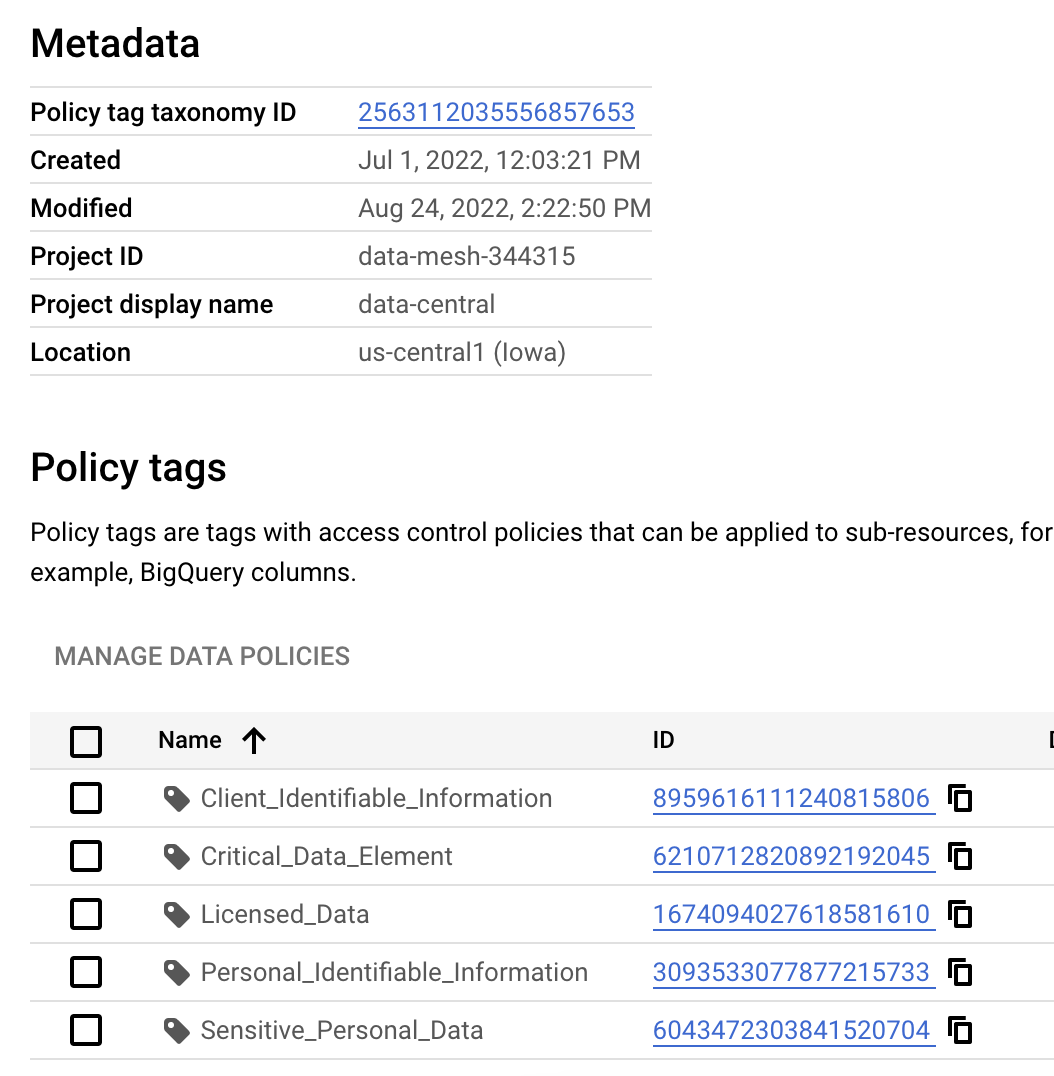 Metadata
Policy tag taxonomy ID 2563112035556857653
Created Jul 1, 2022, 12:03:21 PM
Modified Aug 24, 2022, 2:22:50 PM
Project ID data-mesh-344315
Project display name data-central
Location us-central1 (Iowa)
Policy tags
Policy tags are tags with access control policies that can be applied to sub-resources, for
example, BigQuery columns.
MANAGE DATA POLICIES
Name ID
Client_Identifiable_Information 8959616111240815806
Critical_Data_Element 6210712820892192045
Licensed_Data 1674094027618581610
Personal_Identifiable_Information 3093533077877215733
Sensitive_Personal_Data 6043472303841520704